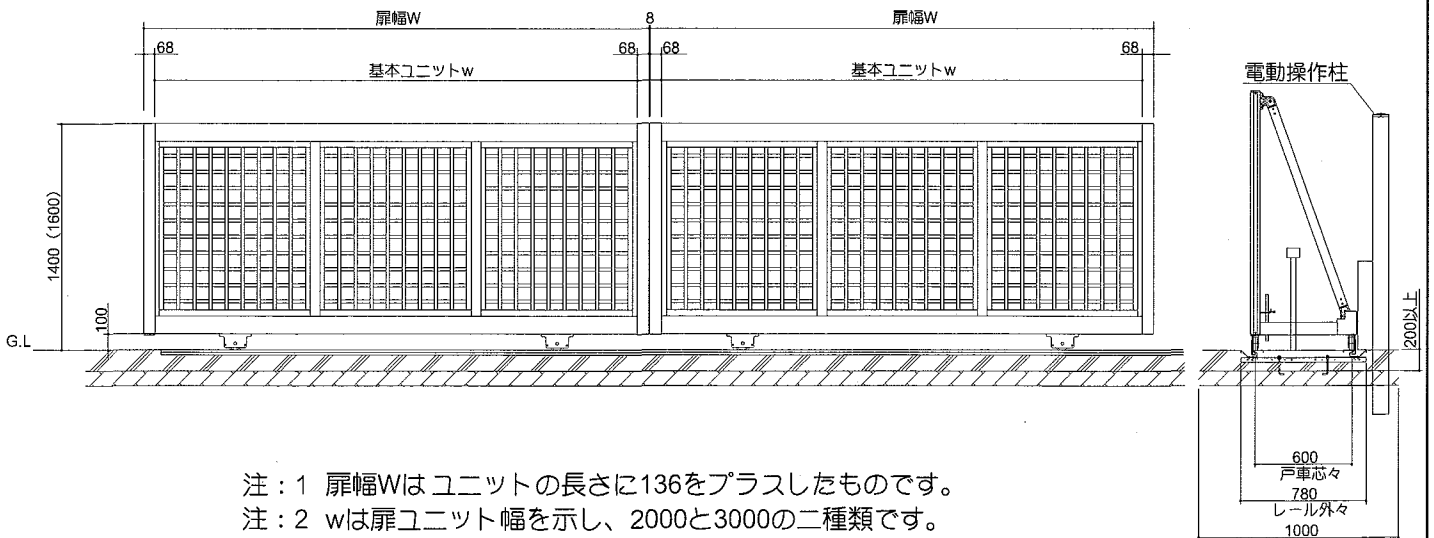 扉幅W 8 扉幅W
68 68 68 68
基本ユニットw 基本ユニットw
電動操作柱
1400 (1600)
100
G.L
200以上
600
戸車芯々
780
レール外々
1000
注：1 扉幅Wはユニットの長さに136をプラスしたものです。
注：2 wは扉ユニット幅を示し、2000と3000の二種類です。